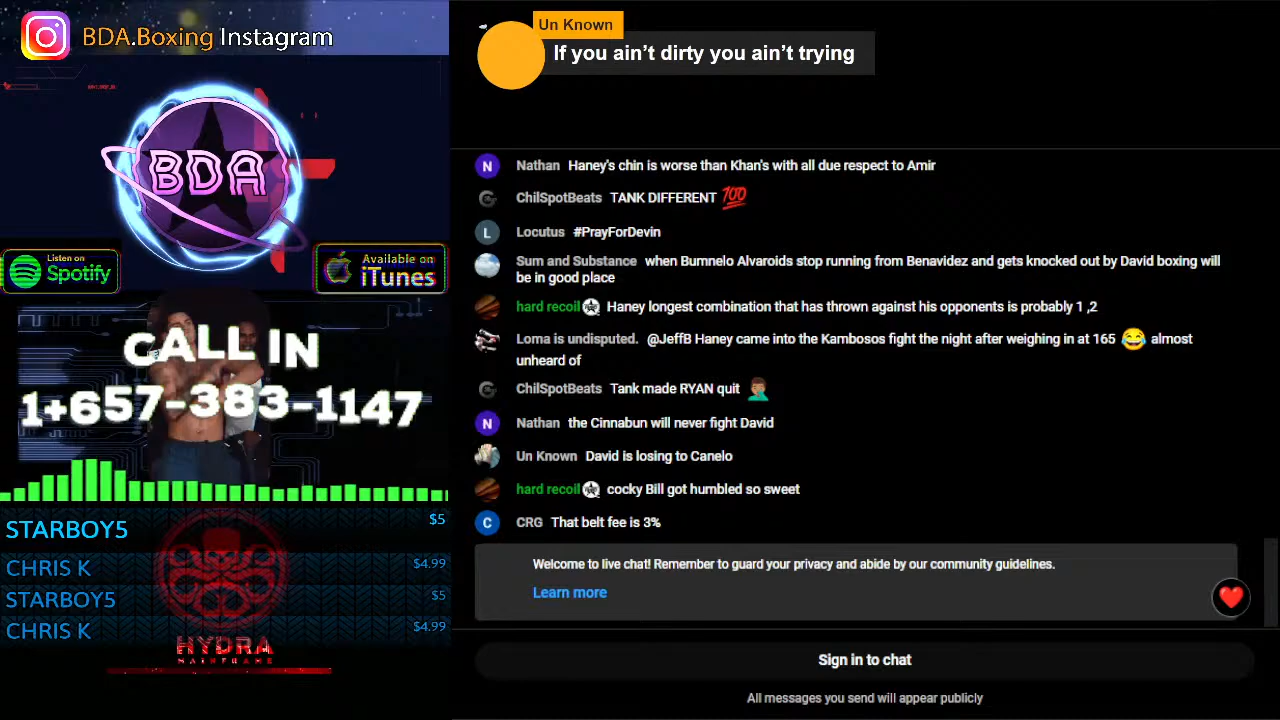 BDA.Boxing Instagram
BDA
Listen on
Spotify
Available on
iTunes
CALL IN
1+657-383-1147
STARBOY5 $5
CHRIS K $4.99
STARBOY5 $5
CHRIS K $4.99
HYDRA
MAINFRAME
Un Known
If you ain’t dirty you ain’t trying
N Nathan Haney's chin is worse than Khan's with all due respect to Amir
ChilSpotBeats TANK DIFFERENT 💯
L Locutus #PrayForDevin
Sum and Substance when Bumnelo Alvaroids stop running from Benavidez and gets knocked out by David boxing will
be in good place
hard recoil Haney longest combination that has thrown against his opponents is probably 1 ,2
Loma is undisputed. @JeffB Haney came into the Kambosos fight the night after weighing in at 165 😂 almost
unheard of
ChilSpotBeats Tank made RYAN quit 🤦🏽‍♂️
N Nathan the Cinnabun will never fight David
Un Known David is losing to Canelo
hard recoil cocky Bill got humbled so sweet
C CRG That belt fee is 3%
Welcome to live chat! Remember to guard your privacy and abide by our community guidelines.
Learn more
Sign in to chat
All messages you send will appear publicly